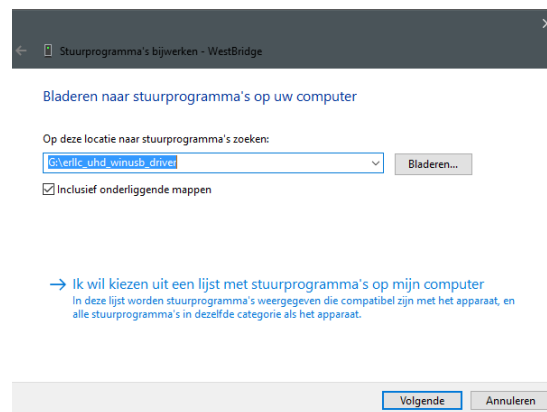 Stuurprogramma's bijwerken - WestBridge
Bladeren naar stuurprogramma's op uw computer
Op deze locatie naar stuurprogramma's zoeken:
G:\erllc_uhd_winusb_driver
Bladeren...
Inclusief onderliggende mappen
Ik wil kiezen uit een lijst met stuurprogramma's op mijn computer
In deze lijst worden stuurprogramma's weergegeven die compatibel zijn met het apparaat, en
alle stuurprogramma's in dezelfde categorie als het apparaat.
Volgende
Annuleren